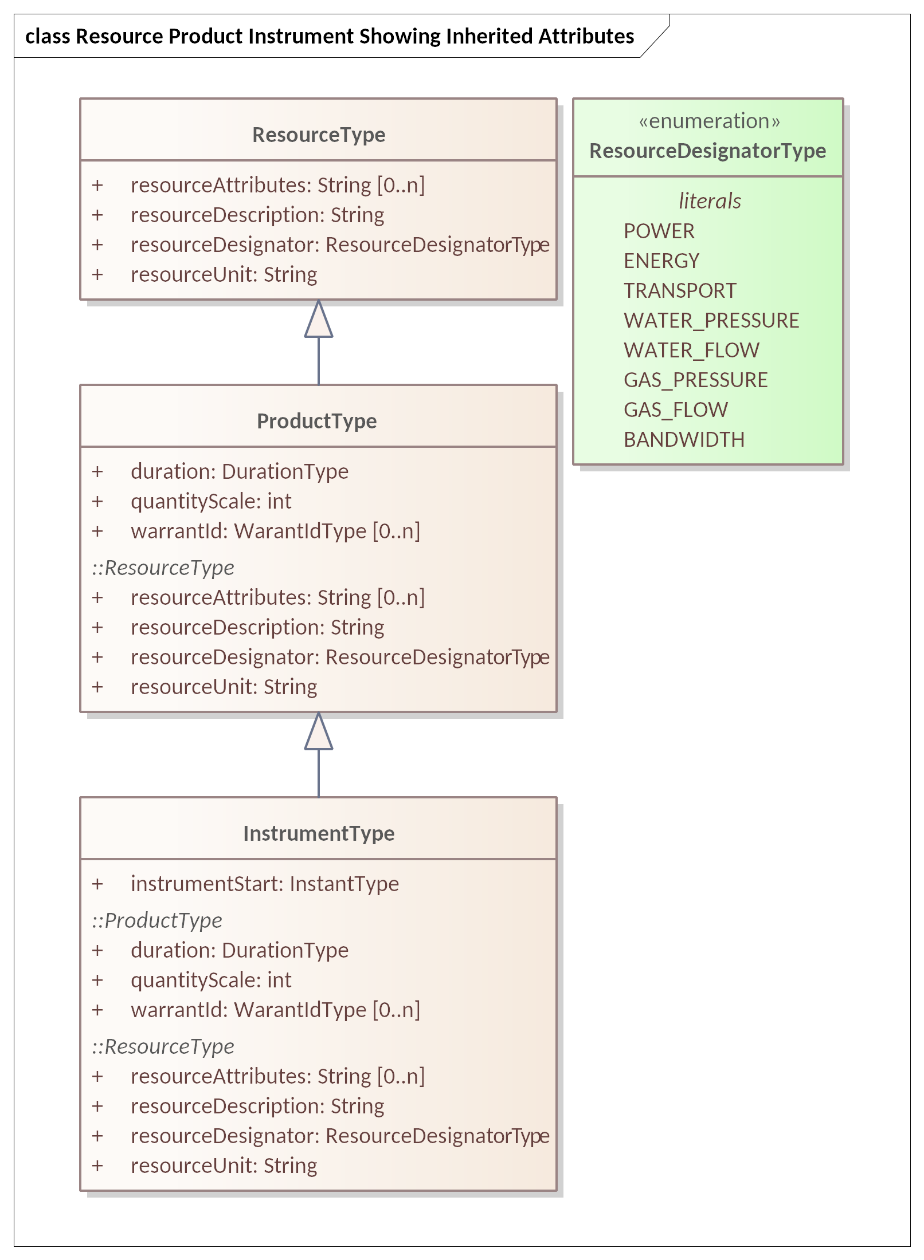 class Resource Product Instrument Showing Inherited Attributes
ResourceType
+ resourceAttributes: String [0..n]
+ resourceDescription: String
+ resourceDesignator: ResourceDesignatorType
+ resourceUnit: String
«enumeration»
ResourceDesignatorType
literals
POWER
ENERGY
TRANSPORT
WATER_PRESSURE
WATER_FLOW
GAS_PRESSURE
GAS_FLOW
BANDWIDTH
ProductType
+ duration: DurationType
+ quantityScale: int
+ warrantId: WarantIdType [0..n]
::ResourceType
+ resourceAttributes: String [0..n]
+ resourceDescription: String
+ resourceDesignator: ResourceDesignatorType
+ resourceUnit: String
InstrumentType
+ instrumentStart: InstantType
::ProductType
+ duration: DurationType
+ quantityScale: int
+ warrantId: WarantIdType [0..n]
::ResourceType
+ resourceAttributes: String [0..n]
+ resourceDescription: String
+ resourceDesignator: ResourceDesignatorType
+ resourceUnit: String